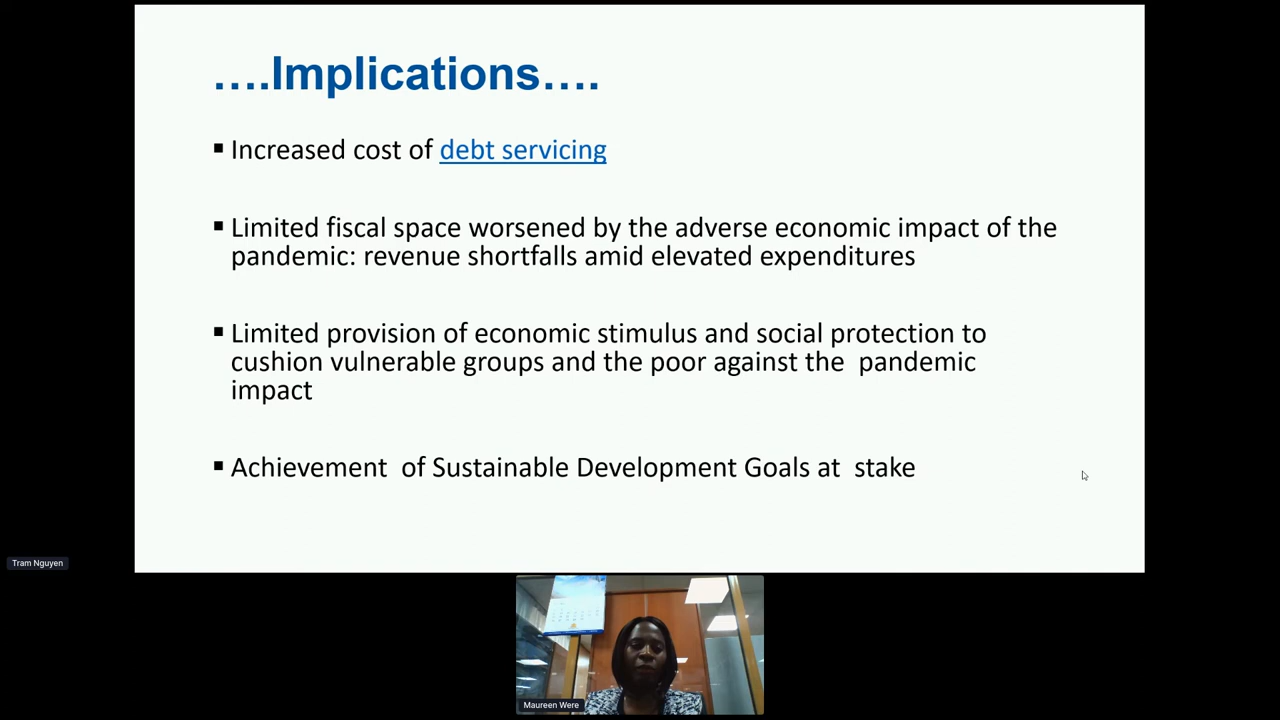 ….Implications….
▪ Increased cost of debt servicing
▪ Limited fiscal space worsened by the adverse economic impact of the
pandemic: revenue shortfalls amid elevated expenditures
▪ Limited provision of economic stimulus and social protection to
cushion vulnerable groups and the poor against the  pandemic
impact
▪ Achievement  of Sustainable Development Goals at  stake
Tram Nguyen
Maureen Were